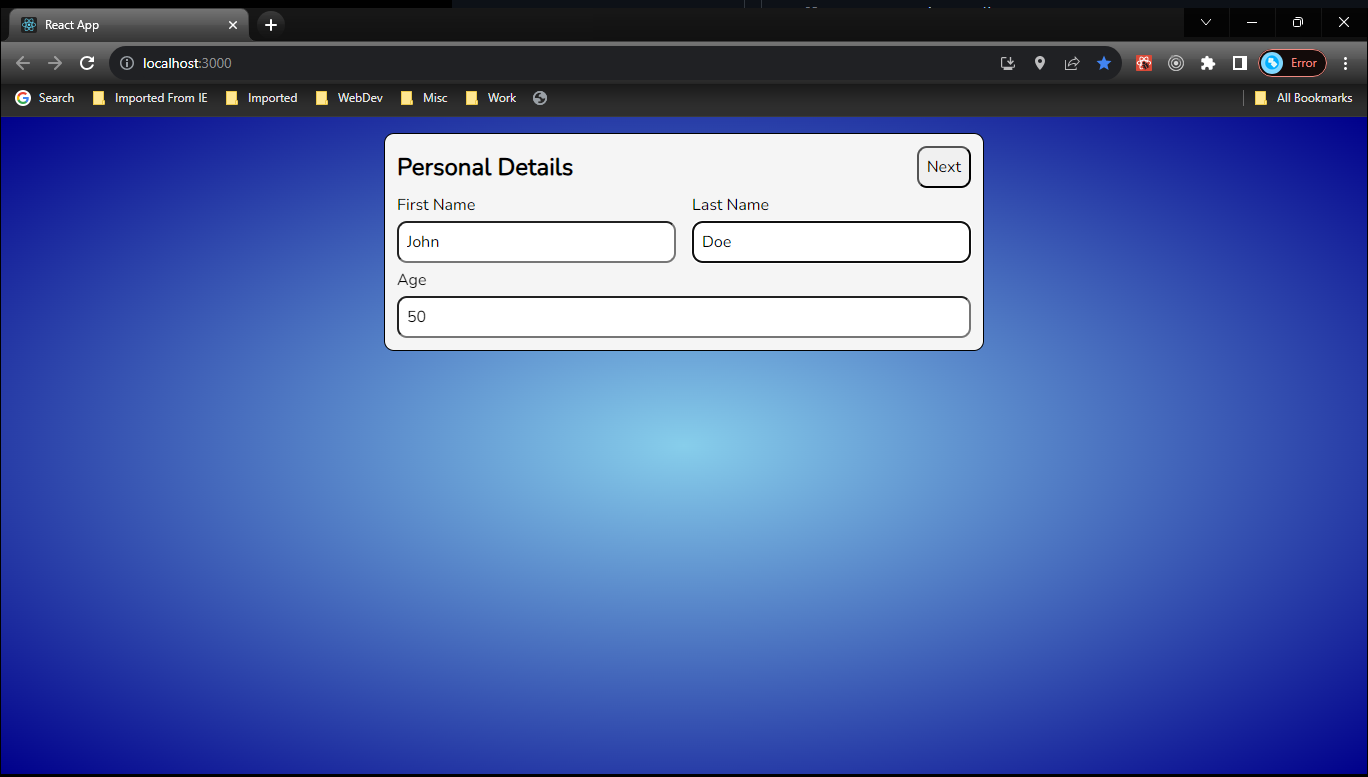 React App
localhost:3000
Error
Search
Imported From IE
Imported
WebDev
Misc
Work
All Bookmarks
Personal Details
Next
First Name
Last Name
John
Doe
Age
50